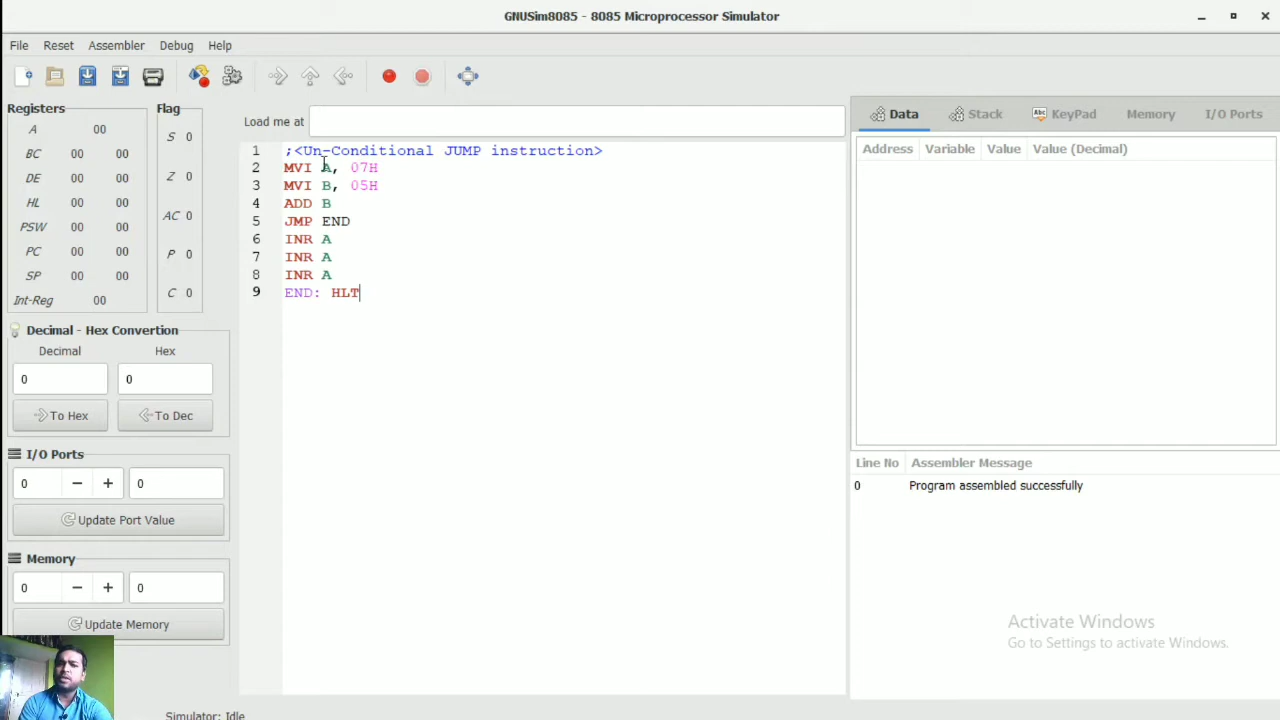 GNUSim8085 - 8085 Microprocessor Simulator
File Reset Assembler Debug Help
Registers
A 00
BC 00 00
DE 00 00
HL 00 00
PSW 00 00
PC 00 00
SP 00 00
Int-Reg 00
Flag
S 0
Z 0
AC 0
P 0
C 0
Decimal - Hex Convertion
Decimal Hex
0 0
To Hex To Dec
I/O Ports
0 0
Update Port Value
Memory
0 0
Update Memory
Load me at
1 ;<Un-Conditional JUMP instruction>
2 MVI A, 07H
3 MVI B, 05H
4 ADD B
5 JMP END
6 INR A
7 INR A
8 INR A
9 END: HLT
Data Stack Abc KeyPad Memory I/O Ports
Address Variable Value Value (Decimal)
Line No Assembler Message
0 Program assembled successfully
Activate Windows
Go to Settings to activate Windows.
Simulator: Idle